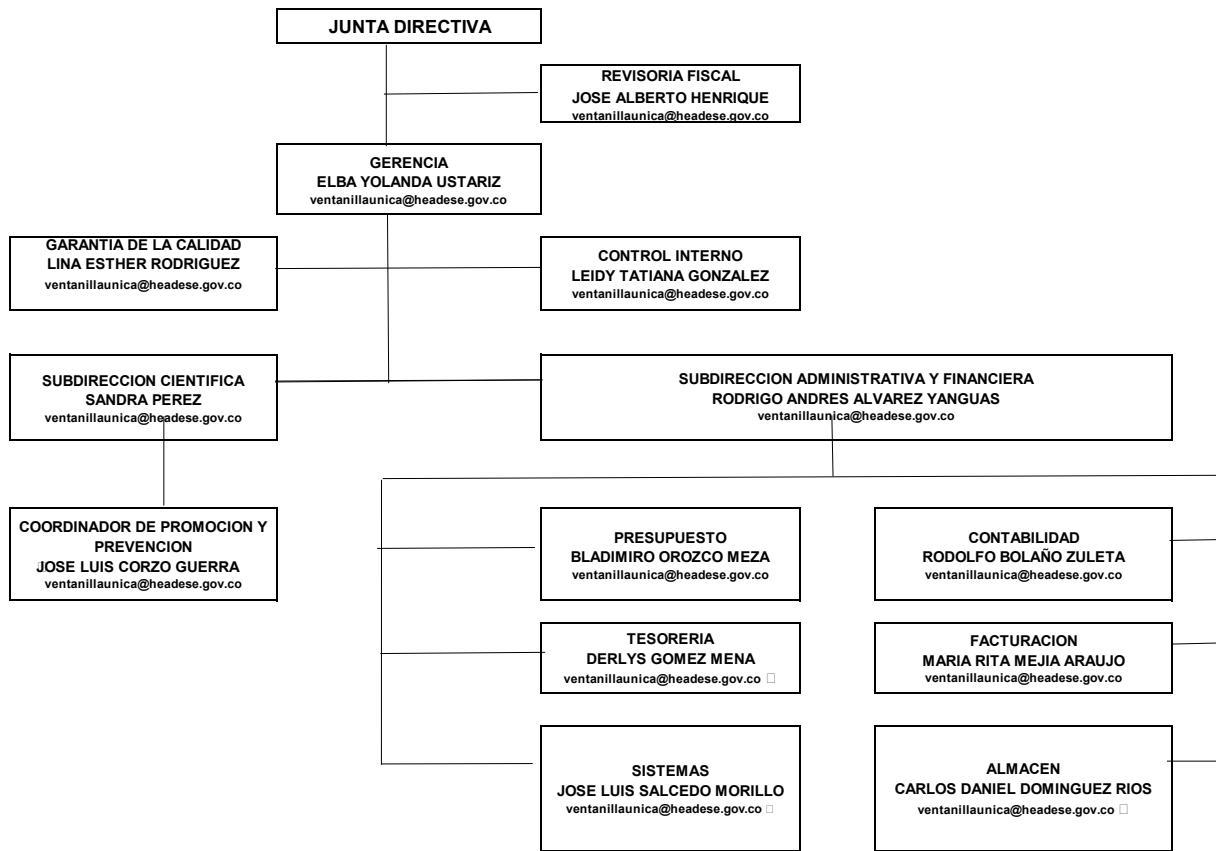 JUNTA DIRECTIVA
REVISORIA FISCAL
JOSE ALBERTO HENRIQUE
ventanillaunica@headese.gov.co
GERENCIA
ELBA YOLANDA USTARIZ
ventanillaunica@headese.gov.co
GARANTIA DE LA CALIDAD
LINA ESTHER RODRIGUEZ
ventanillaunica@headese.gov.co
CONTROL INTERNO
LEIDY TATIANA GONZALEZ
ventanillaunica@headese.gov.co
SUBDIRECCION CIENTIFICA
SANDRA PEREZ
ventanillaunica@headese.gov.co
SUBDIRECCION ADMINISTRATIVA Y FINANCIERA
RODRIGO ANDRES ALVAREZ YANGUAS
ventanillaunica@headese.gov.co
COORDINADOR DE PROMOCION Y
PREVENCION
JOSE LUIS CORZO GUERRA
ventanillaunica@headese.gov.co
PRESUPUESTO
BLADIMIRO OROZCO MEZA
ventanillaunica@headese.gov.co
CONTABILIDAD
RODOLFO BOLAÑO ZULETA
ventanillaunica@headese.gov.co
TESORERIA
DERLYS GOMEZ MENA
ventanillaunica@headese.gov.co
FACTURACION
MARIA RITA MEJIA ARAUJO
ventanillaunica@headese.gov.co
SISTEMAS
JOSE LUIS SALCEDO MORILLO
ventanillaunica@headese.gov.co
ALMACEN
CARLOS DANIEL DOMINGUEZ RIOS
ventanillaunica@headese.gov.co